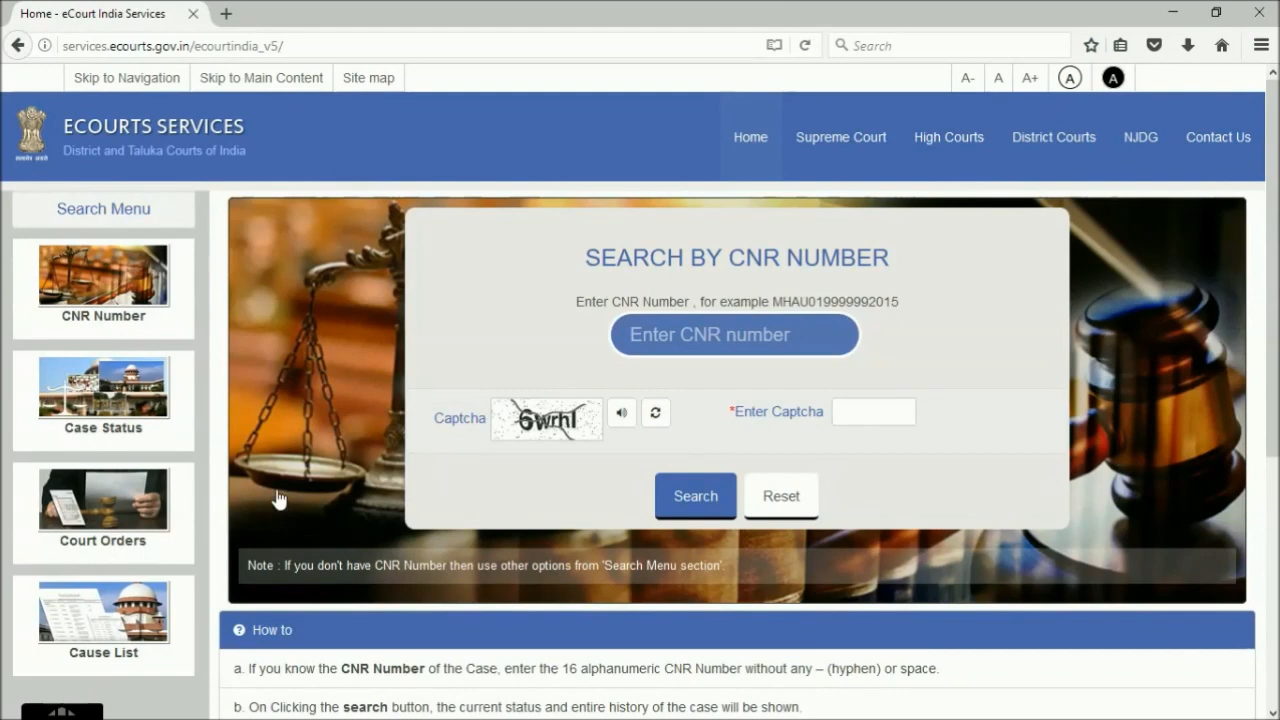 Home - eCourt India Services
services.ecourts.gov.in/ecourtindia_v5/
Search
Skip to Navigation
Skip to Main Content
Site map
A-
A
A+
A
A
ECOURTS SERVICES
District and Taluka Courts of India
Home
Supreme Court
High Courts
District Courts
NJDG
Contact Us
Search Menu
CNR Number
Case Status
Court Orders
Cause List
SEARCH BY CNR NUMBER
Enter CNR Number , for example MHAU019999992015
Enter CNR number
Captcha
6wrhl
*Enter Captcha
Search
Reset
Note : If you don't have CNR Number then use other options from 'Search Menu section'.
How to
a. If you know the CNR Number of the Case, enter the 16 alphanumeric CNR Number without any – (hyphen) or space.
b. On Clicking the search button, the current status and entire history of the case will be shown.